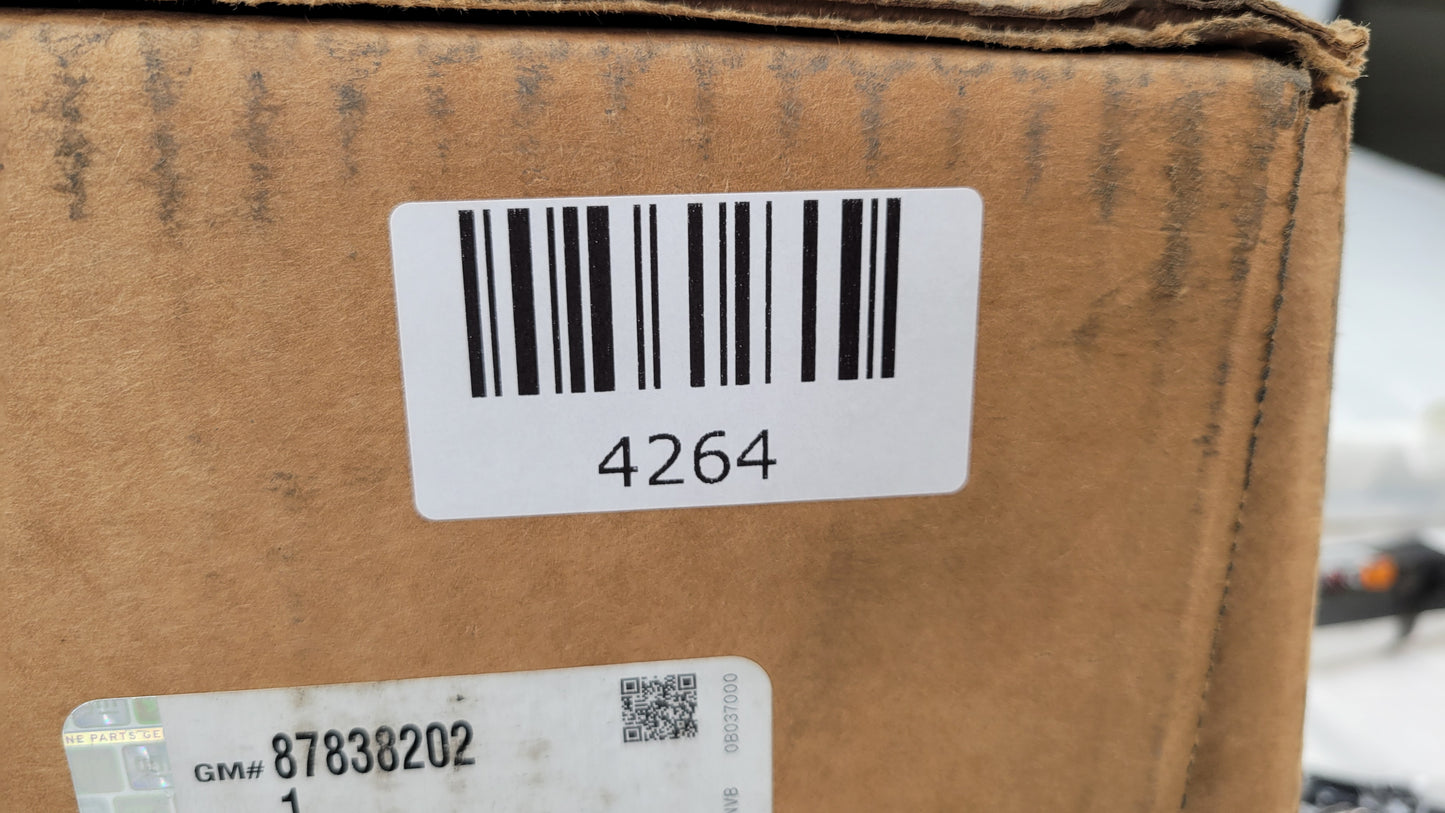 4264
NE PARTS GE
GM# 87838202
1
0B037000
NVB